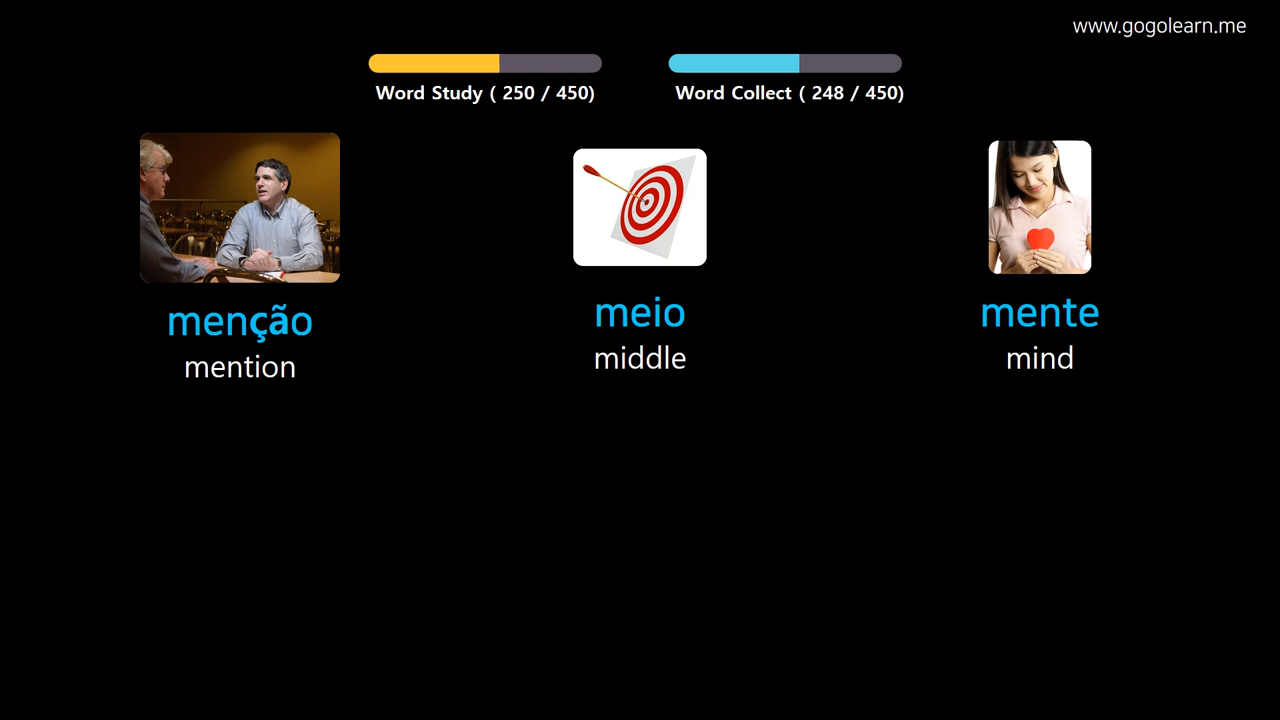 www.gogolearn.me
Word Study ( 250 / 450)
Word Collect ( 248 / 450)
menção
mention
meio
middle
mente
mind